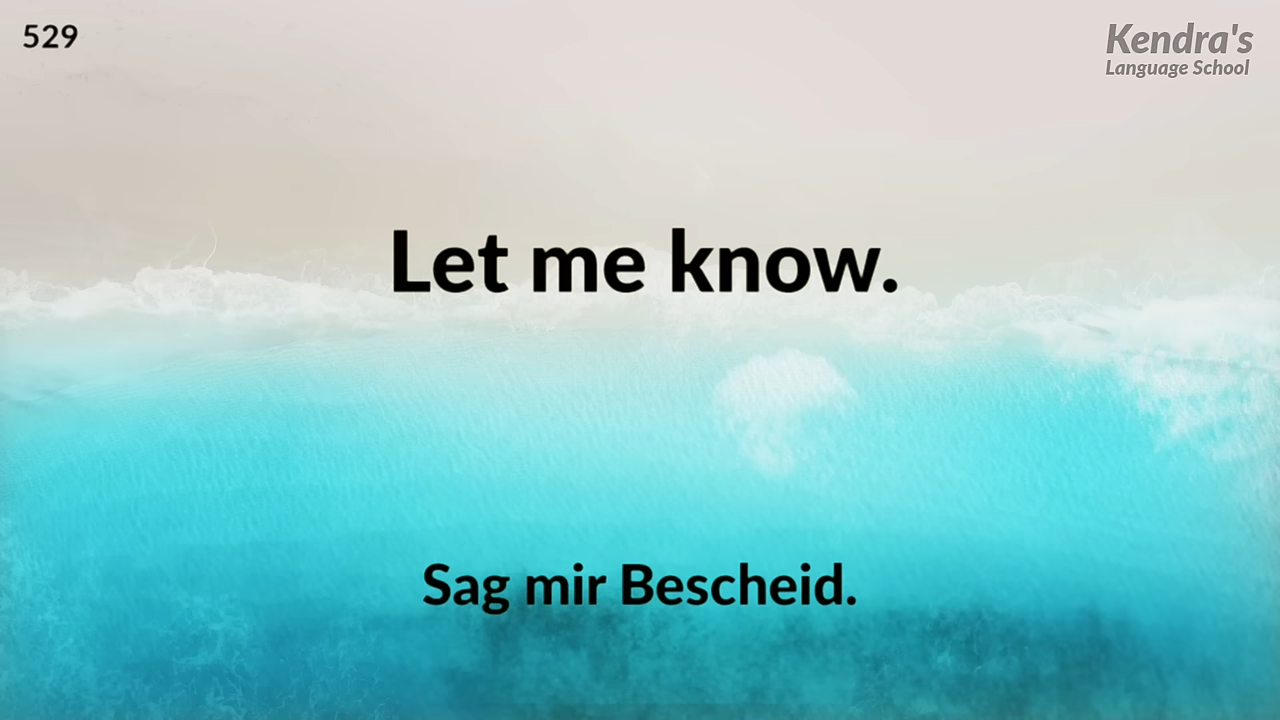 529
Kendra's
Language School
Let me know.
Sag mir Bescheid.